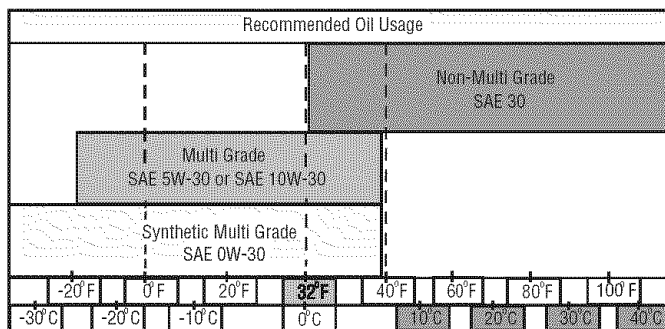 Recommended Oil Usage
Non-Multi Grade
SAE 30
Multi Grade
SAE 5W-30 or SAE 10W-30
Synthetic Multi Grade
SAE 0W-30
-20°F 0°F 20°F 32°F 40°F 60°F 80°F 100°F
-30°C -20°C -10°C 0°C 10°C 20°C 30°C 40°C